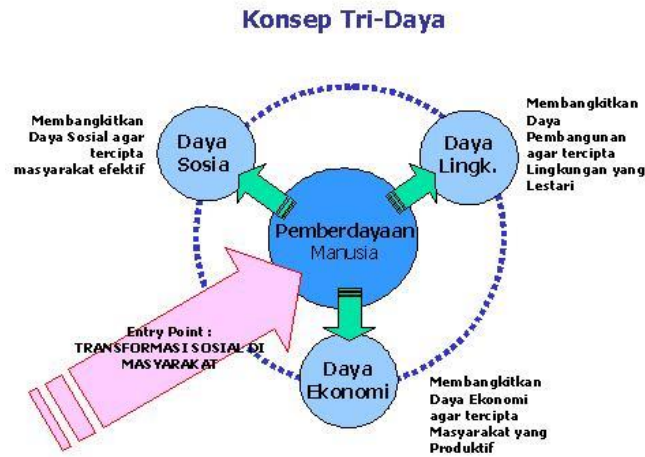 Konsep Tri-Daya
Membangkitkan
Daya Sosial agar
tercipta
masyarakat efektif
Daya
Sosia
Daya
Lingk.
Membangkitkan
Daya
Pembangunan
agar tercipta
Lingkungan yang
Lestari
Pemberdayaan
Manusia
Entry Point :
TRANSFORMASI SOSIAL DI
MASYARAKAT
Daya
Ekonomi
Membangkitkan
Daya Ekonomi
agar tercipta
Masyarakat yang
Produktif